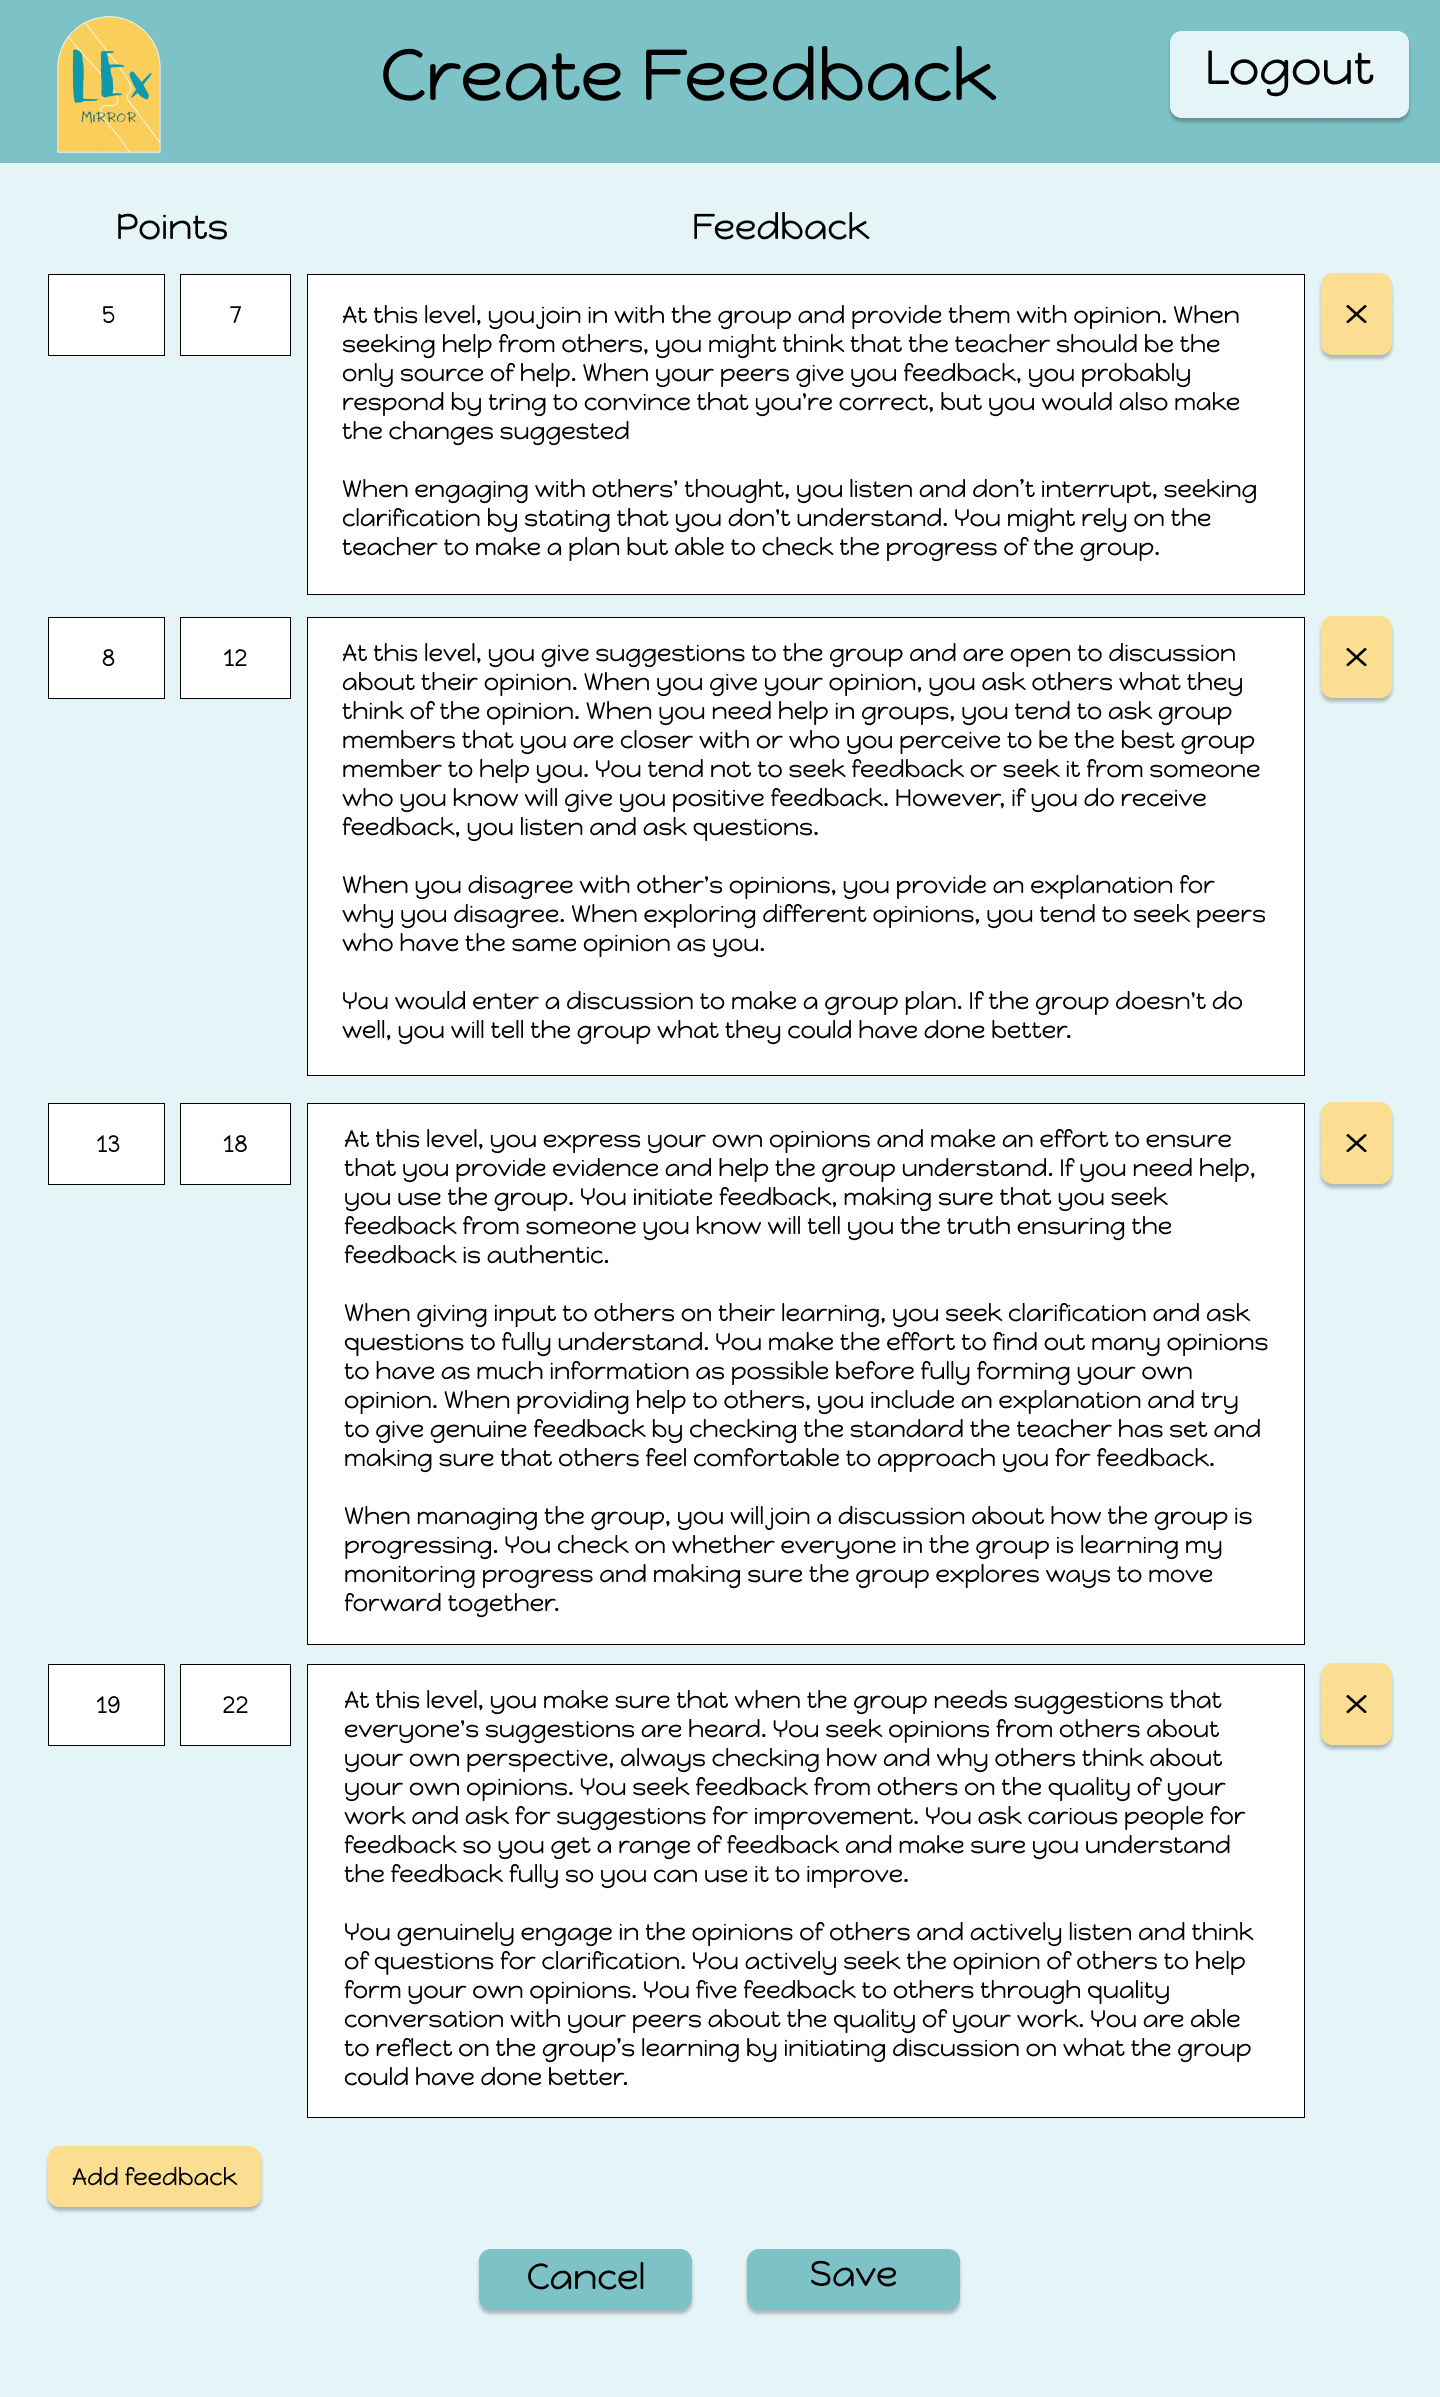 LEx
MIRROR
Create Feedback
Logout
Points
Feedback
5
7
At this level, you join in with the group and provide them with opinion. When
seeking help from others, you might think that the teacher should be the
only source of help. When your peers give you feedback, you probably
respond by tring to convince that you're correct, but you would also make
the changes suggested
When engaging with others' thought, you listen and don't interrupt, seeking
clarification by stating that you don't understand. You might rely on the
teacher to make a plan but able to check the progress of the group.
X
8
12
At this level, you give suggestions to the group and are open to discussion
about their opinion. When you give your opinion, you ask others what they
think of the opinion. When you need help in groups, you tend to ask group
members that you are closer with or who you perceive to be the best group
member to help you. You tend not to seek feedback or seek it from someone
who you know will give you positive feedback. However, if you do receive
feedback, you listen and ask questions.
When you disagree with other's opinions, you provide an explanation for
why you disagree. When exploring different opinions, you tend to seek peers
who have the same opinion as you.
You would enter a discussion to make a group plan. If the group doesn't do
well, you will tell the group what they could have done better.
X
13
18
At this level, you express your own opinions and make an effort to ensure
that you provide evidence and help the group understand. If you need help,
you use the group. You initiate feedback, making sure that you seek
feedback from someone you know will tell you the truth ensuring the
feedback is authentic.
When giving input to others on their learning, you seek clarification and ask
questions to fully understand. You make the effort to find out many opinions
to have as much information as possible before fully forming your own
opinion. When providing help to others, you include an explanation and try
to give genuine feedback by checking the standard the teacher has set and
making sure that others feel comfortable to approach you for feedback.
When managing the group, you will join a discussion about how the group is
progressing. You check on whether everyone in the group is learning my
monitoring progress and making sure the group explores ways to move
forward together.
X
19
22
At this level, you make sure that when the group needs suggestions that
everyone's suggestions are heard. You seek opinions from others about
your own perspective, always checking how and why others think about
your own opinions. You seek feedback from others on the quality of your
work and ask for suggestions for improvement. You ask carious people for
feedback so you get a range of feedback and make sure you understand
the feedback fully so you can use it to improve.
You genuinely engage in the opinions of others and actively listen and think
of questions for clarification. You actively seek the opinion of others to help
form your own opinions. You five feedback to others through quality
conversation with your peers about the quality of your work. You are able
to reflect on the group's learning by initiating discussion on what the group
could have done better.
X
Add feedback
Cancel
Save